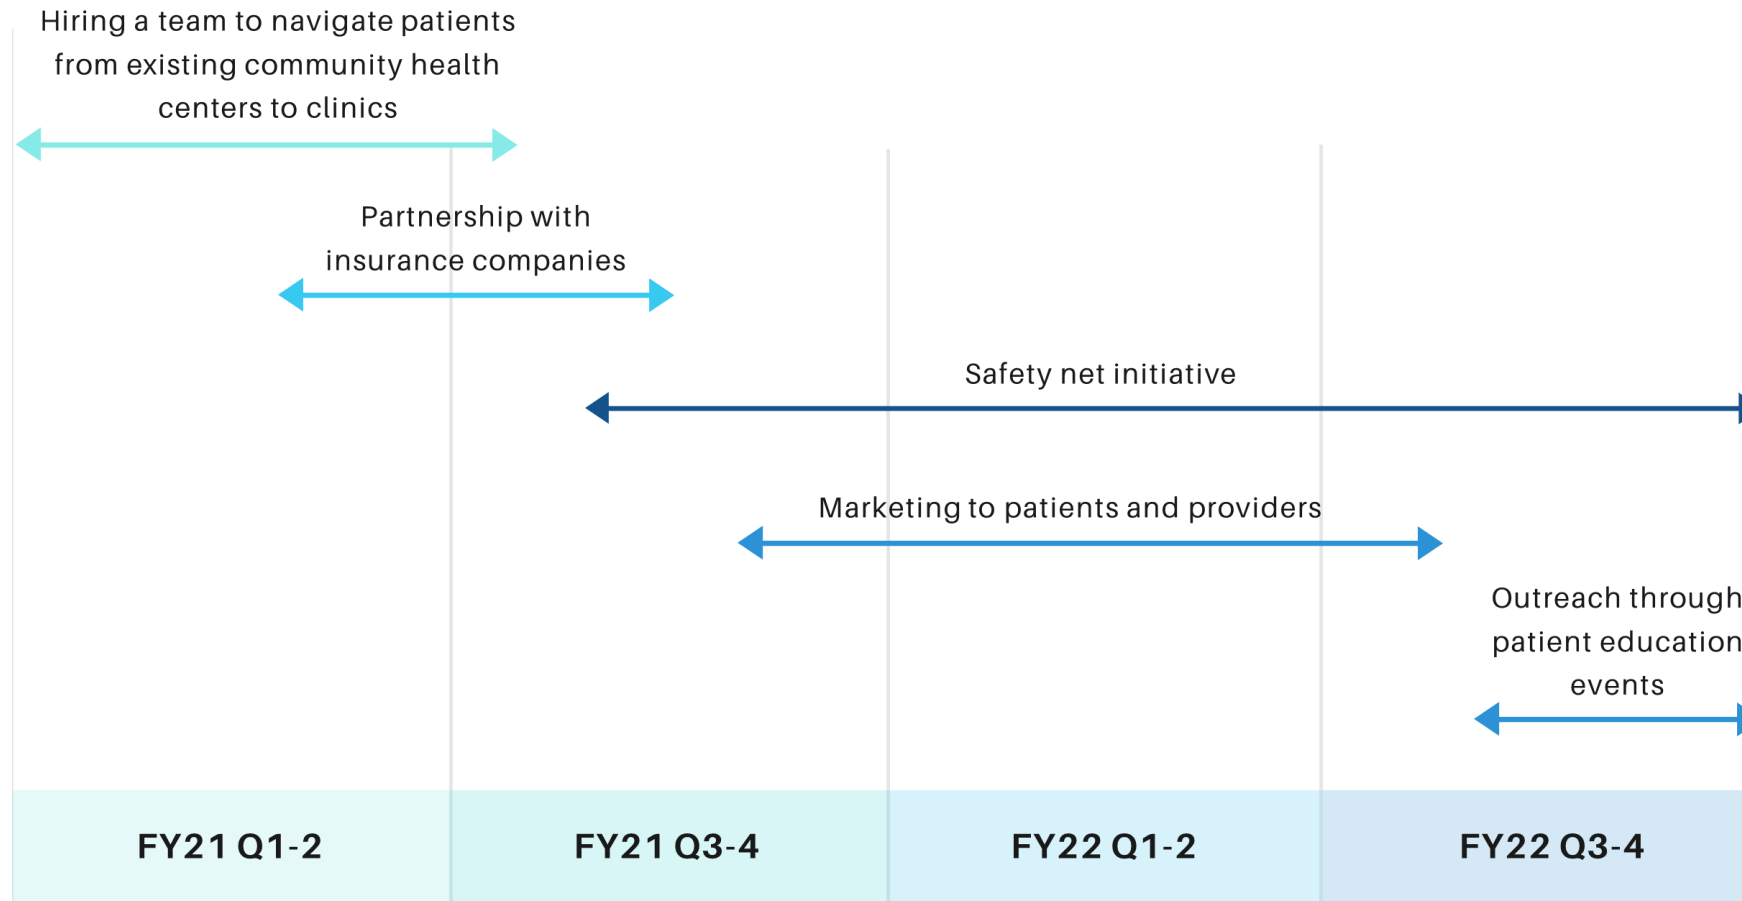 Hiring a team to navigate patients
from existing community health
centers to clinics
Partnership with
insurance companies
Safety net initiative
Marketing to patients and providers
Outreach through
patient education
events
FY21 Q1-2
FY21 Q3-4
FY22 Q1-2
FY22 Q3-4